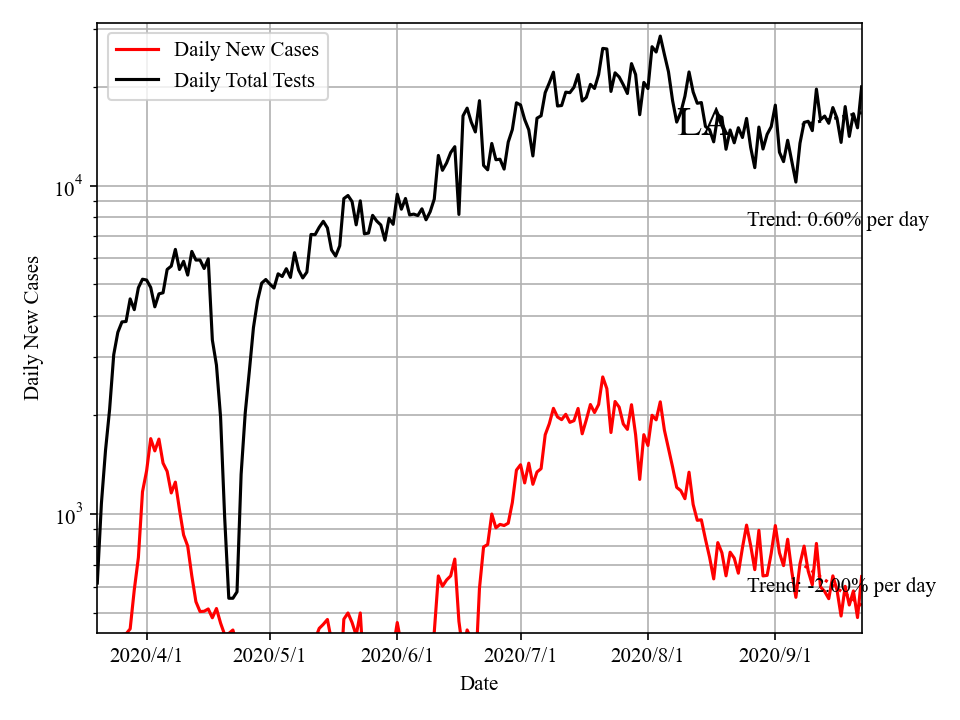 Daily New Cases
Daily Total Tests
LA
10^4
Trend: 0.60% per day
Daily New Cases
10^3
Trend: -2.00% per day
2020/4/1 2020/5/1 2020/6/1 2020/7/1 2020/8/1 2020/9/1
Date